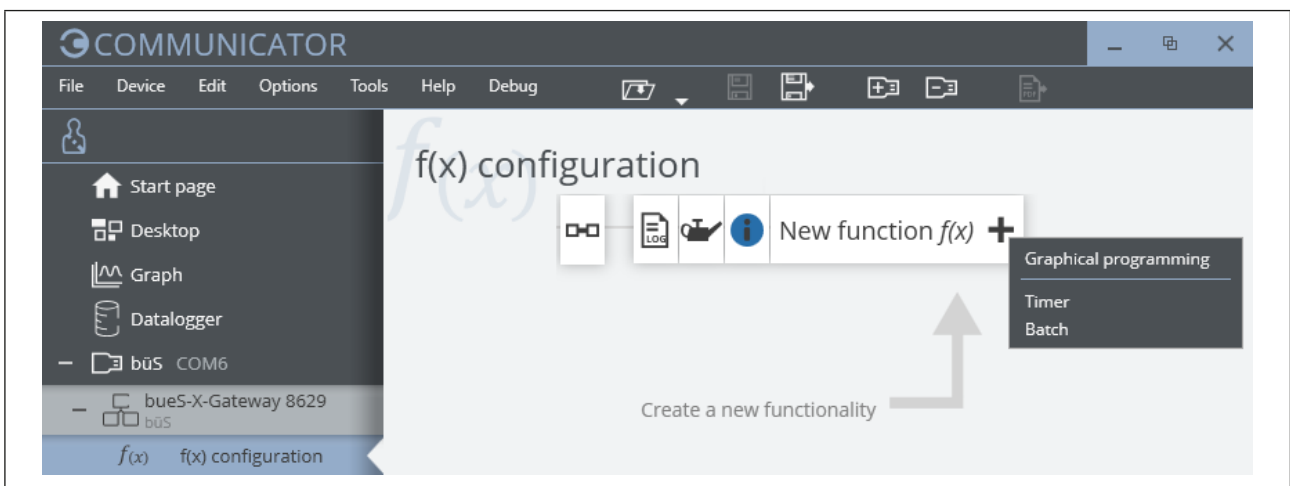 COMMUNICATOR
File Device Edit Options Tools Help Debug
PDF
f(x)
f(x) configuration
Start page
Desktop
Graph
Datalogger
büS COM6
bueS-X-Gateway 8629
büS
f(x) f(x) configuration
LOG
New function f(x)
Graphical programming
Timer
Batch
Create a new functionality